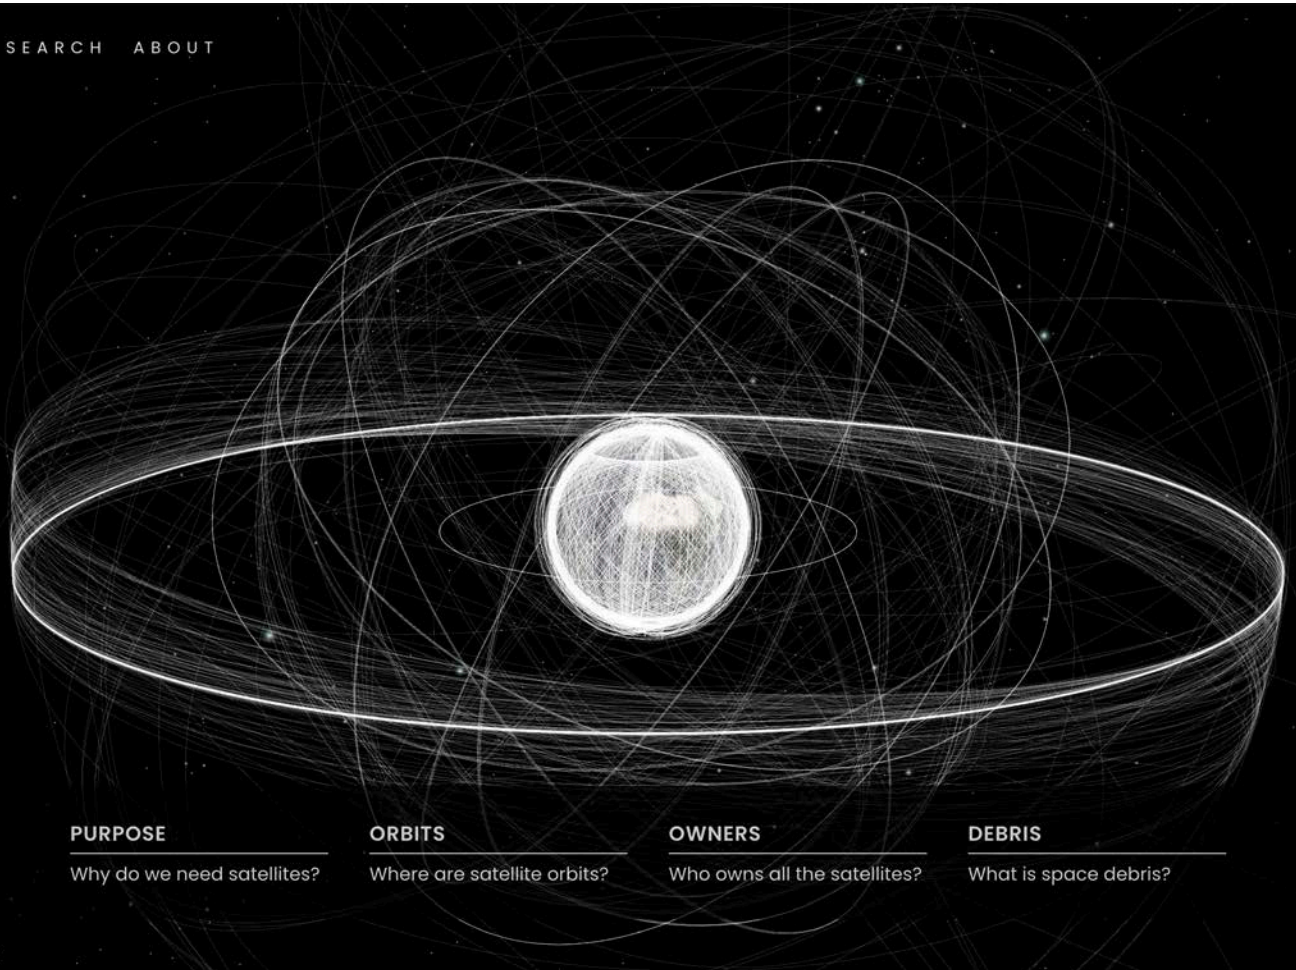 SEARCH ABOUT
PURPOSE
Why do we need satellites?
ORBITS
Where are satellite orbits?
OWNERS
Who owns all the satellites?
DEBRIS
What is space debris?